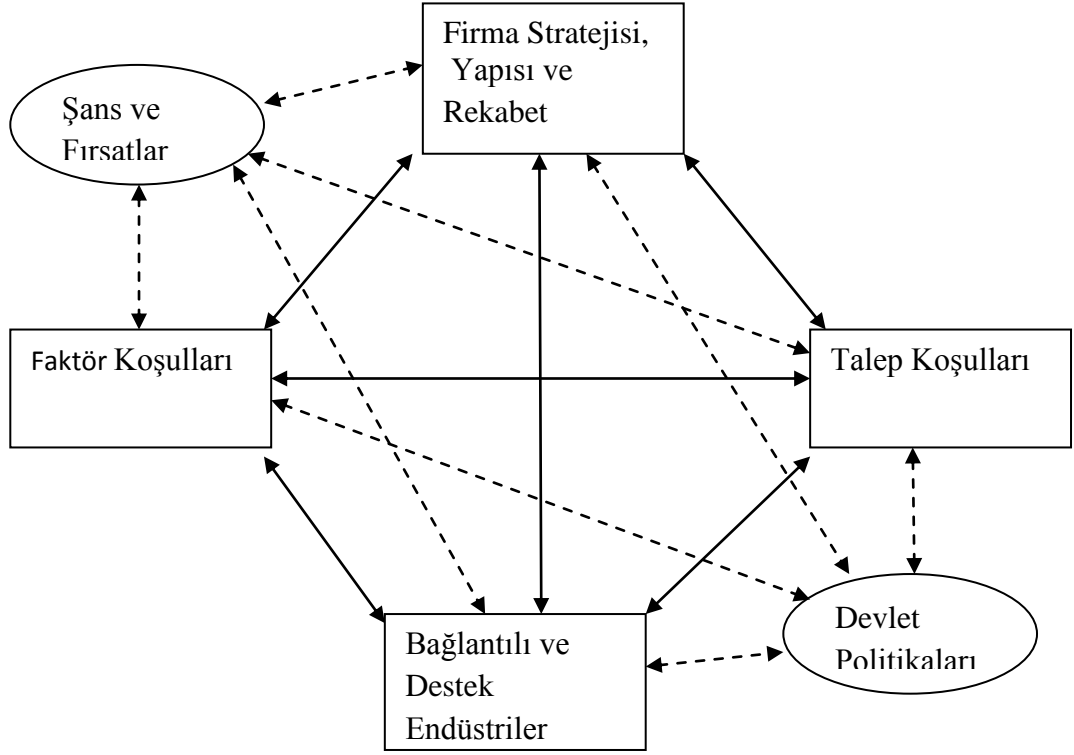 Firma Stratejisi,
Yapısı ve
Rekabet
Şans ve
Fırsatlar
Faktör Koşulları
Talep Koşulları
Bağlantılı ve
Destek
Endüstriler
Devlet
Politikaları